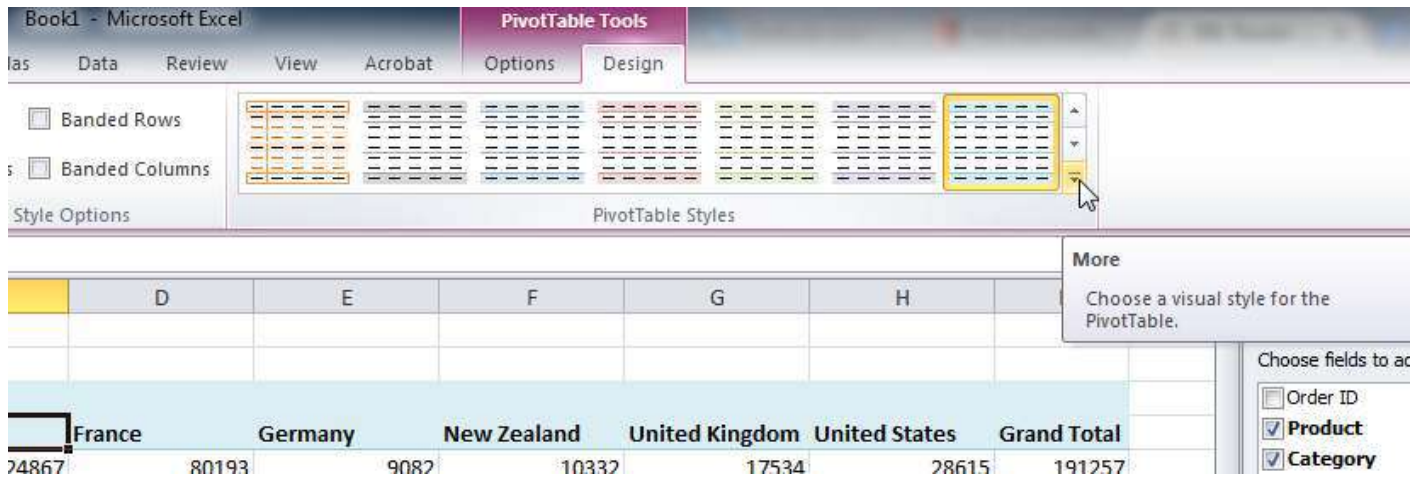 Book1 - Microsoft Excel
PivotTable Tools
las Data Review View Acrobat Options Design
Banded Rows
s Banded Columns
Style Options PivotTable Styles
More
Choose a visual style for the
PivotTable.
D E F G H
Choose fields to ad
Order ID
France Germany New Zealand United Kingdom United States Grand Total
Product
24867 80193 9082 10332 17534 28615 191257
Category